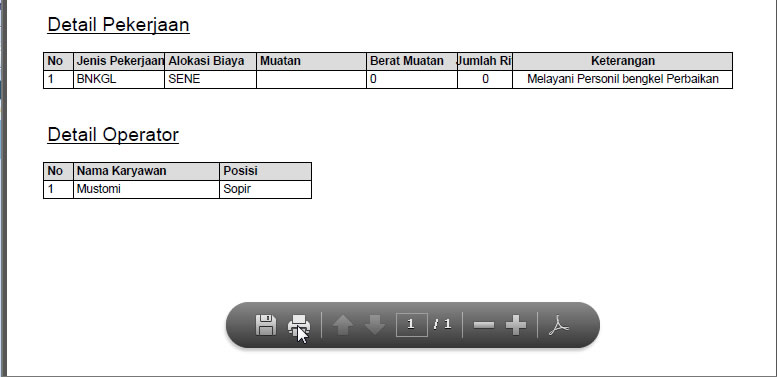 Detail Pekerjaan
No Jenis Pekerjaan Alokasi Biaya Muatan Berat Muatan Jumlah Ri Keterangan
1 BNKGL SENE 0 0 Melayani Personil bengkel Perbaikan
Detail Operator
No Nama Karyawan Posisi
1 Mustomi Sopir
1 / 1